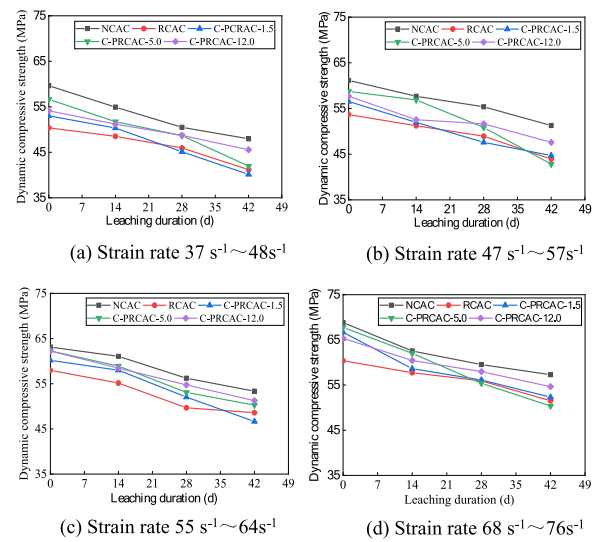 Dynamic compressive strength (MPa)
75
65
55
45
35
NCAC RCAC C-PCRAC-1.5
C-PRCAC-5.0 C-PRCAC-12.0
0 7 14 21 28 35 42 49
Leaching duration (d)
(a) Strain rate 37 s⁻¹～48s⁻¹
Dynamic compressive strength (MPa)
75
65
55
45
35
NCAC RCAC C-PRCAC-1.5
C-PRCAC-5.0 C-PRCAC-12.0
0 7 14 21 28 35 42 49
Leaching duration (d)
(b) Strain rate 47 s⁻¹～57s⁻¹
Dynamic compressive strength (MPa)
75
65
55
45
35
NCAC RCAC C-PRCAC-1.5
C-PRCAC-5.0 C-PRCAC-12.0
0 7 14 21 28 35 42 49
Leaching duration (d)
(c) Strain rate 55 s⁻¹～64s⁻¹
Dynamic compressive strength (MPa)
75
65
55
45
35
NCAC RCAC C-PRCAC-1.5
C-PRCAC-5.0 C-PRCAC-12.0
0 7 14 21 28 35 42 49
Leaching duration (d)
(d) Strain rate 68 s⁻¹～76s⁻¹